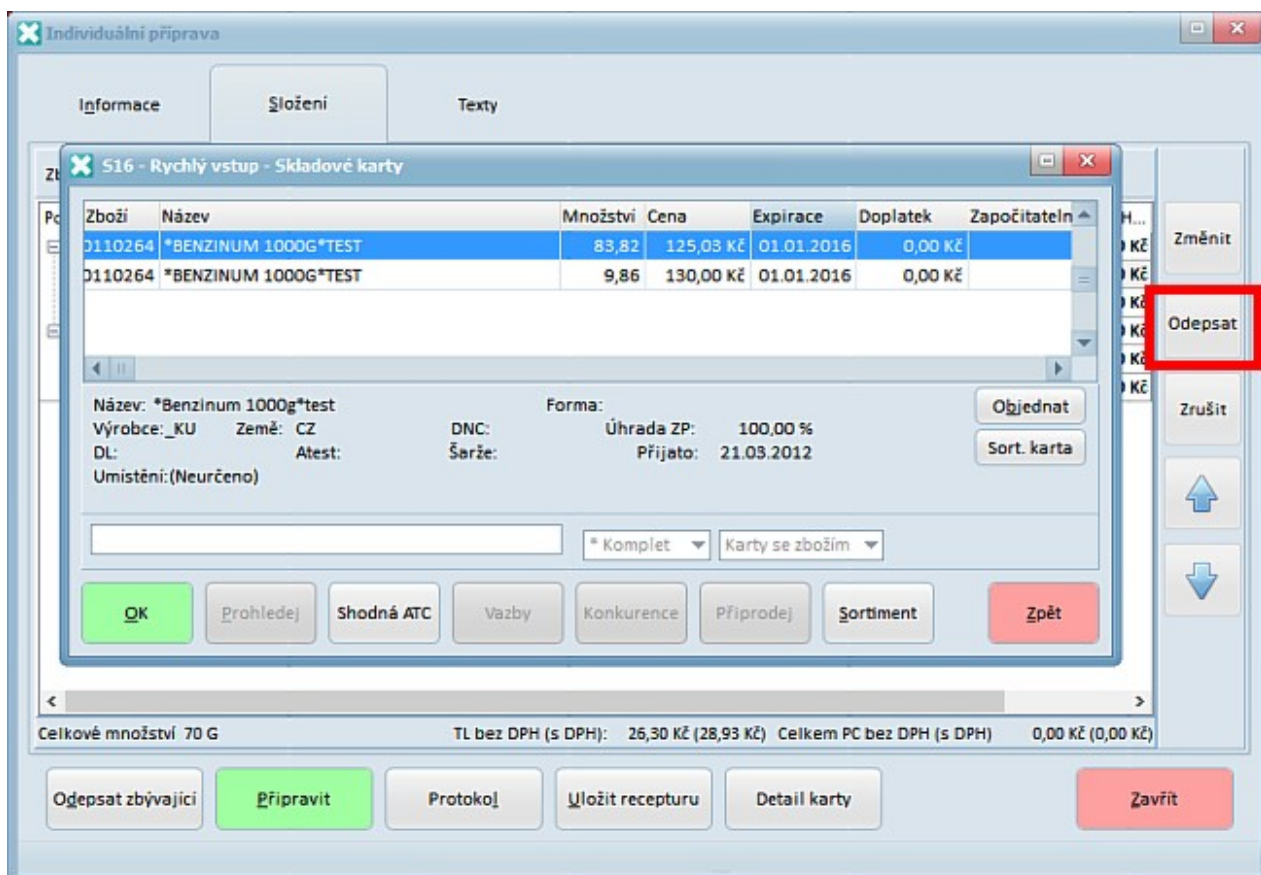 Individuální příprava
Informace Složení Texty
S16 - Rychlý vstup - Skladové karty
Zboží Název Množství Cena Expirace Doplatek Započitateln H...
0110264 *BENZINUM 1000G*TEST 83,82 125,03 Kč 01.01.2016 0,00 Kč Kč
0110264 *BENZINUM 1000G*TEST 9,86 130,00 Kč 01.01.2016 0,00 Kč Kč
Změnit
Kč
Kč
Odepsat
Kč
Kč
Název: *Benzinum 1000g*test Forma: Objednat
Zrušit
Výrobce:_KU Země: CZ DNC: Úhrada ZP: 100,00 %
DL: Atest: Šarže: Přijato: 21.03.2012 Sort. karta
Umístění:(Neurčeno)
* Komplet Karty se zbožím
OK Prohledej Shodná ATC Vazby Konkurence Připrodej Sortiment Zpět
Celkové množství 70 G TL bez DPH (s DPH): 26,30 Kč (28,93 Kč) Celkem PC bez DPH (s DPH) 0,00 Kč (0,00 Kč)
Odepsat zbývající Připravit Protokol Uložit recepturu Detail karty Zavřít